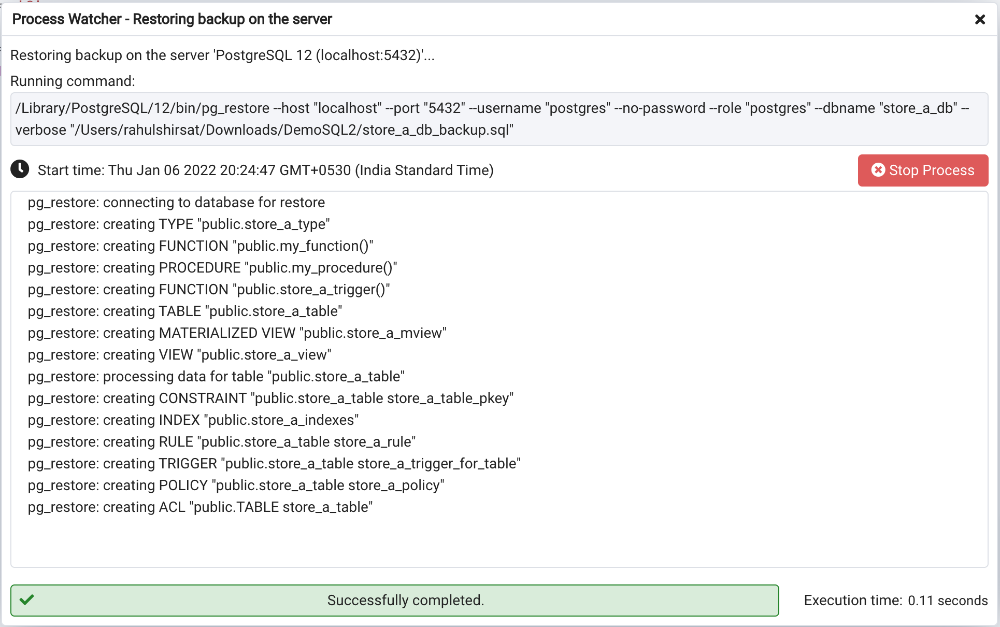 Process Watcher - Restoring backup on the server
Restoring backup on the server 'PostgreSQL 12 (localhost:5432)'...
Running command:
/Library/PostgreSQL/12/bin/pg_restore --host "localhost" --port "5432" --username "postgres" --no-password --role "postgres" --dbname "store_a_db" --
verbose "/Users/rahulshirsat/Downloads/DemoSQL2/store_a_db_backup.sql"
Start time: Thu Jan 06 2022 20:24:47 GMT+0530 (India Standard Time)
Stop Process
pg_restore: connecting to database for restore
pg_restore: creating TYPE "public.store_a_type"
pg_restore: creating FUNCTION "public.my_function()"
pg_restore: creating PROCEDURE "public.my_procedure()"
pg_restore: creating FUNCTION "public.store_a_trigger()"
pg_restore: creating TABLE "public.store_a_table"
pg_restore: creating MATERIALIZED VIEW "public.store_a_mview"
pg_restore: creating VIEW "public.store_a_view"
pg_restore: processing data for table "public.store_a_table"
pg_restore: creating CONSTRAINT "public.store_a_table store_a_table_pkey"
pg_restore: creating INDEX "public.store_a_indexes"
pg_restore: creating RULE "public.store_a_table store_a_rule"
pg_restore: creating TRIGGER "public.store_a_table store_a_trigger_for_table"
pg_restore: creating POLICY "public.store_a_table store_a_policy"
pg_restore: creating ACL "public.TABLE store_a_table"
Successfully completed.
Execution time: 0.11 seconds